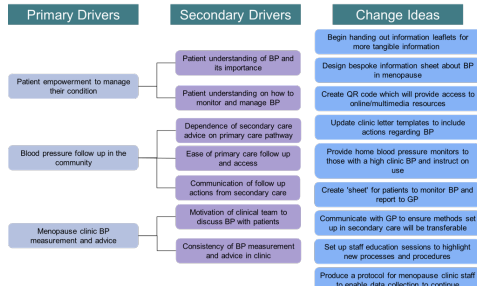 Primary Drivers
Secondary Drivers
Change Ideas
Patient empowerment to manage
their condition
Blood pressure follow up in the
community
Menopause clinic BP
measurement and advice
Patient understanding of BP and
its importance
Patient understanding on how to
monitor and manage BP
Dependence of secondary care
advice on primary care pathway
Ease of primary care follow up
and access
Communication of follow up
actions from secondary care
Motivation of clinical team to
discuss BP with patients
Consistency of BP measurement
and advice in clinic
Begin handing out information leaflets for
more tangible information
Design bespoke information sheet about BP
in menopause
Create QR code which will provide access to
online/multimedia resources
Update clinic letter templates to include
actions regarding BP
Provide home blood pressure monitors to
those with a high clinic BP and instruct on
use
Create 'sheet' for patients to monitor BP and
report to GP
Communicate with GP to ensure methods set
up in secondary care will be transferable
Set up staff education sessions to highlight
new processes and procedures
Produce a protocol for menopause clinic staff
to enable data collection to continue